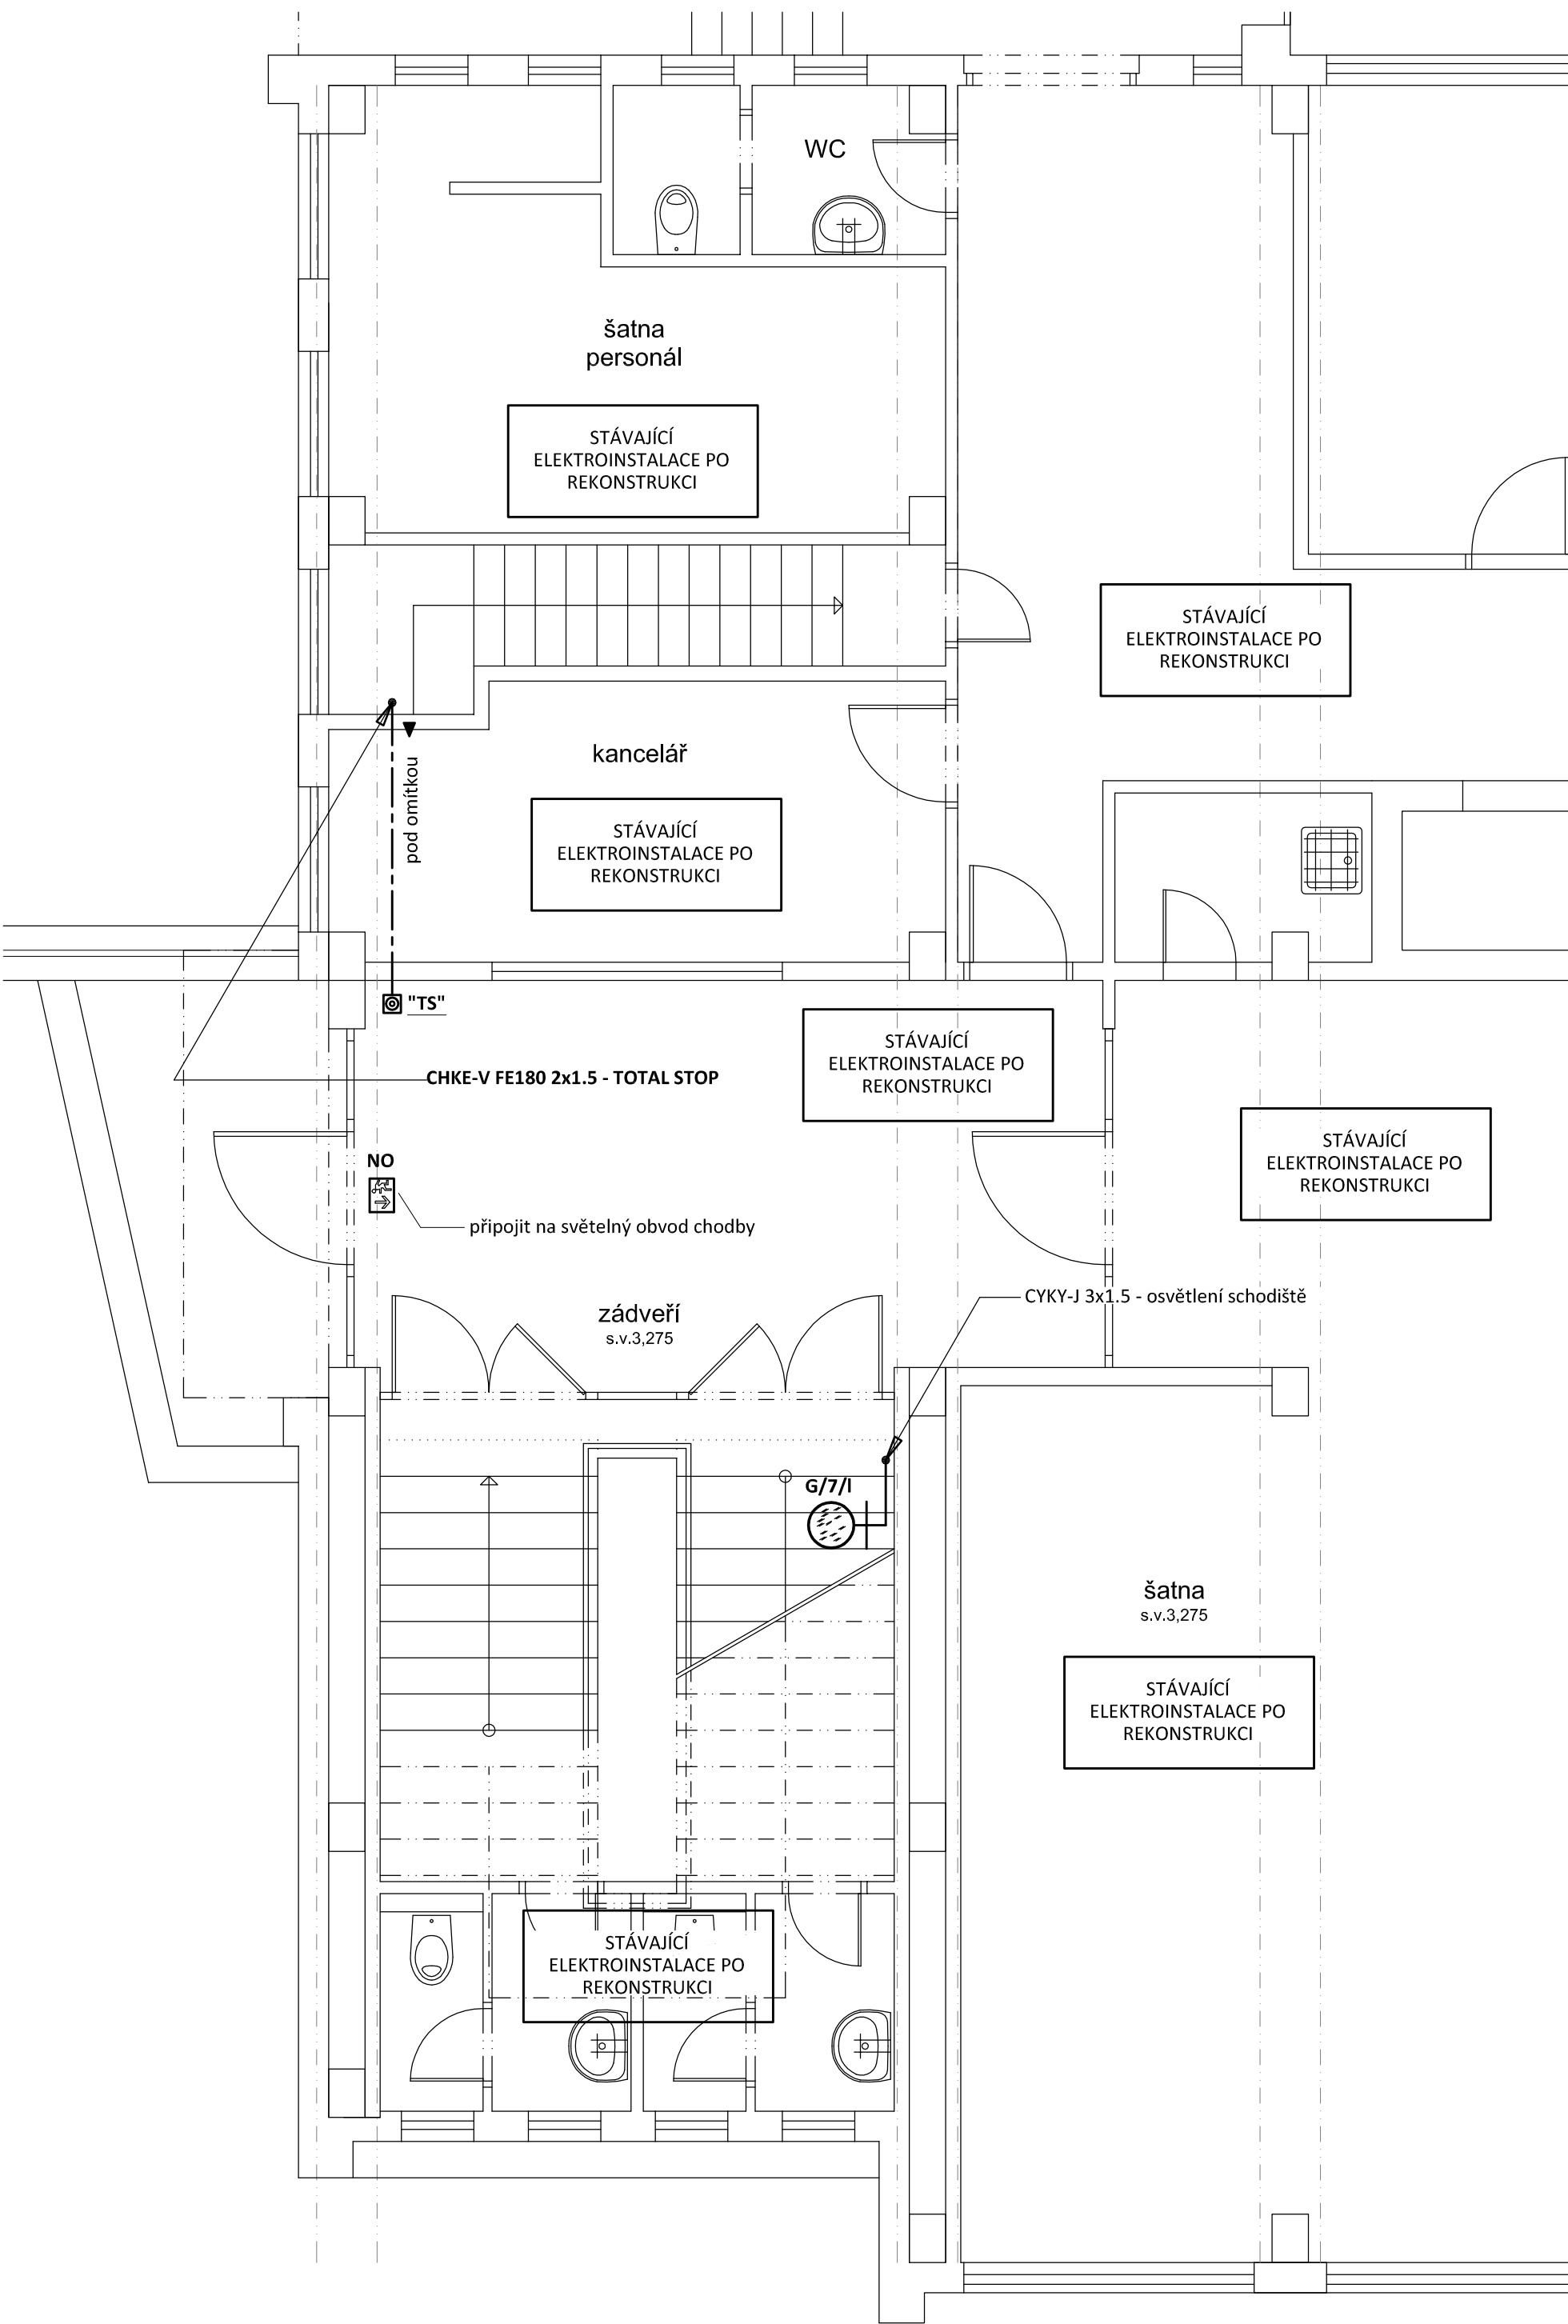 WC
šatna
personál
STÁVAJÍCÍ
ELEKTROINSTALACE PO
REKONSTRUKCI
STÁVAJÍCÍ
ELEKTROINSTALACE PO
REKONSTRUKCI
kancelář
pod omítkou
STÁVAJÍCÍ
ELEKTROINSTALACE PO
REKONSTRUKCI
"TS"
STÁVAJÍCÍ
ELEKTROINSTALACE PO
REKONSTRUKCI
CHKE-V FE180 2x1.5 - TOTAL STOP
STÁVAJÍCÍ
ELEKTROINSTALACE PO
REKONSTRUKCI
NO
připojit na světelný obvod chodby
CYKY-J 3x1.5 - osvětlení schodiště
zádveří
s.v.3,275
G/7/I
šatna
s.v.3,275
STÁVAJÍCÍ
ELEKTROINSTALACE PO
REKONSTRUKCI
STÁVAJÍCÍ
ELEKTROINSTALACE PO
REKONSTRUKCI